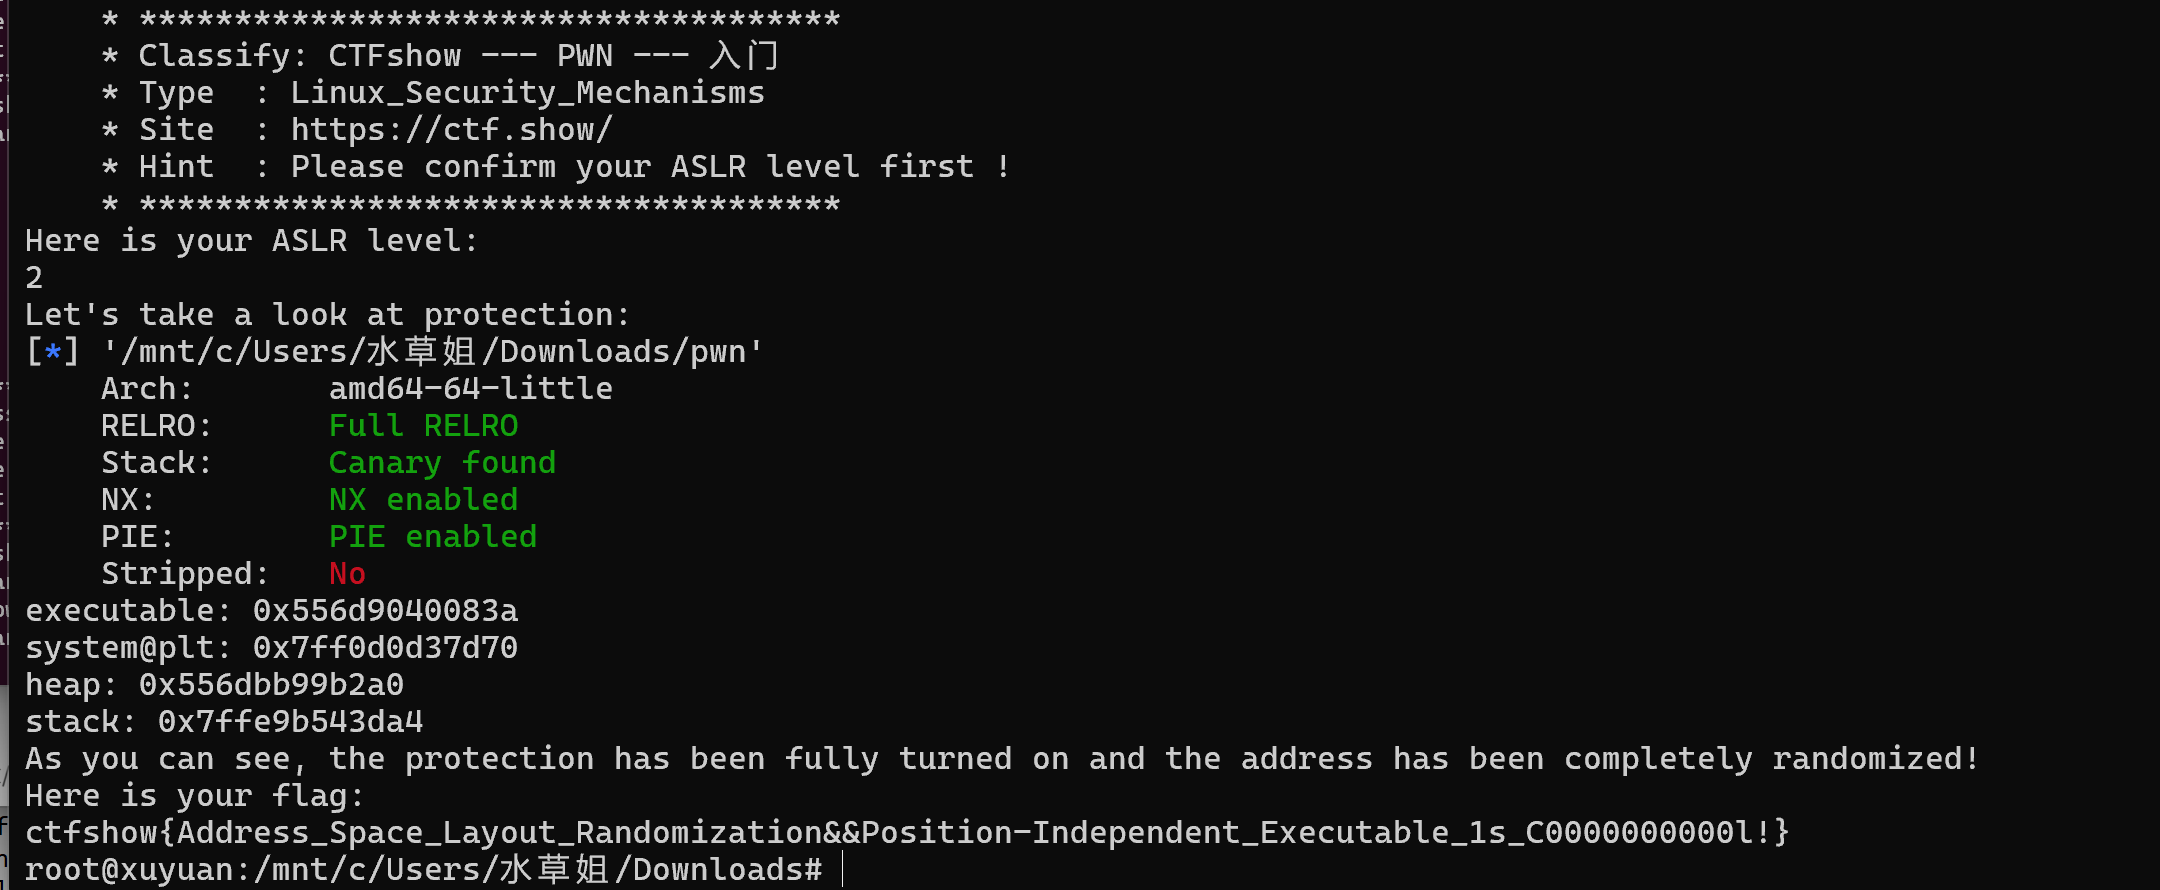 * *************************************
* Classify: CTFshow --- PWN --- 入门
* Type  : Linux_Security_Mechanisms
* Site  : https://ctf.show/
* Hint  : Please confirm your ASLR level first !
* *************************************
Here is your ASLR level:
2
Let's take a look at protection:
[*] '/mnt/c/Users/水草姐/Downloads/pwn'
Arch:       amd64-64-little
RELRO:      Full RELRO
Stack:      Canary found
NX:         NX enabled
PIE:        PIE enabled
Stripped:   No
executable: 0x556d9040083a
system@plt: 0x7ff0d0d37d70
heap: 0x556dbb99b2a0
stack: 0x7ffe9b543da4
As you can see, the protection has been fully turned on and the address has been completely randomized!
Here is your flag:
ctfshow{Address_Space_Layout_Randomization&&Position-Independent_Executable_1s_C0000000000l!}
root@xuyuan:/mnt/c/Users/水草姐/Downloads#